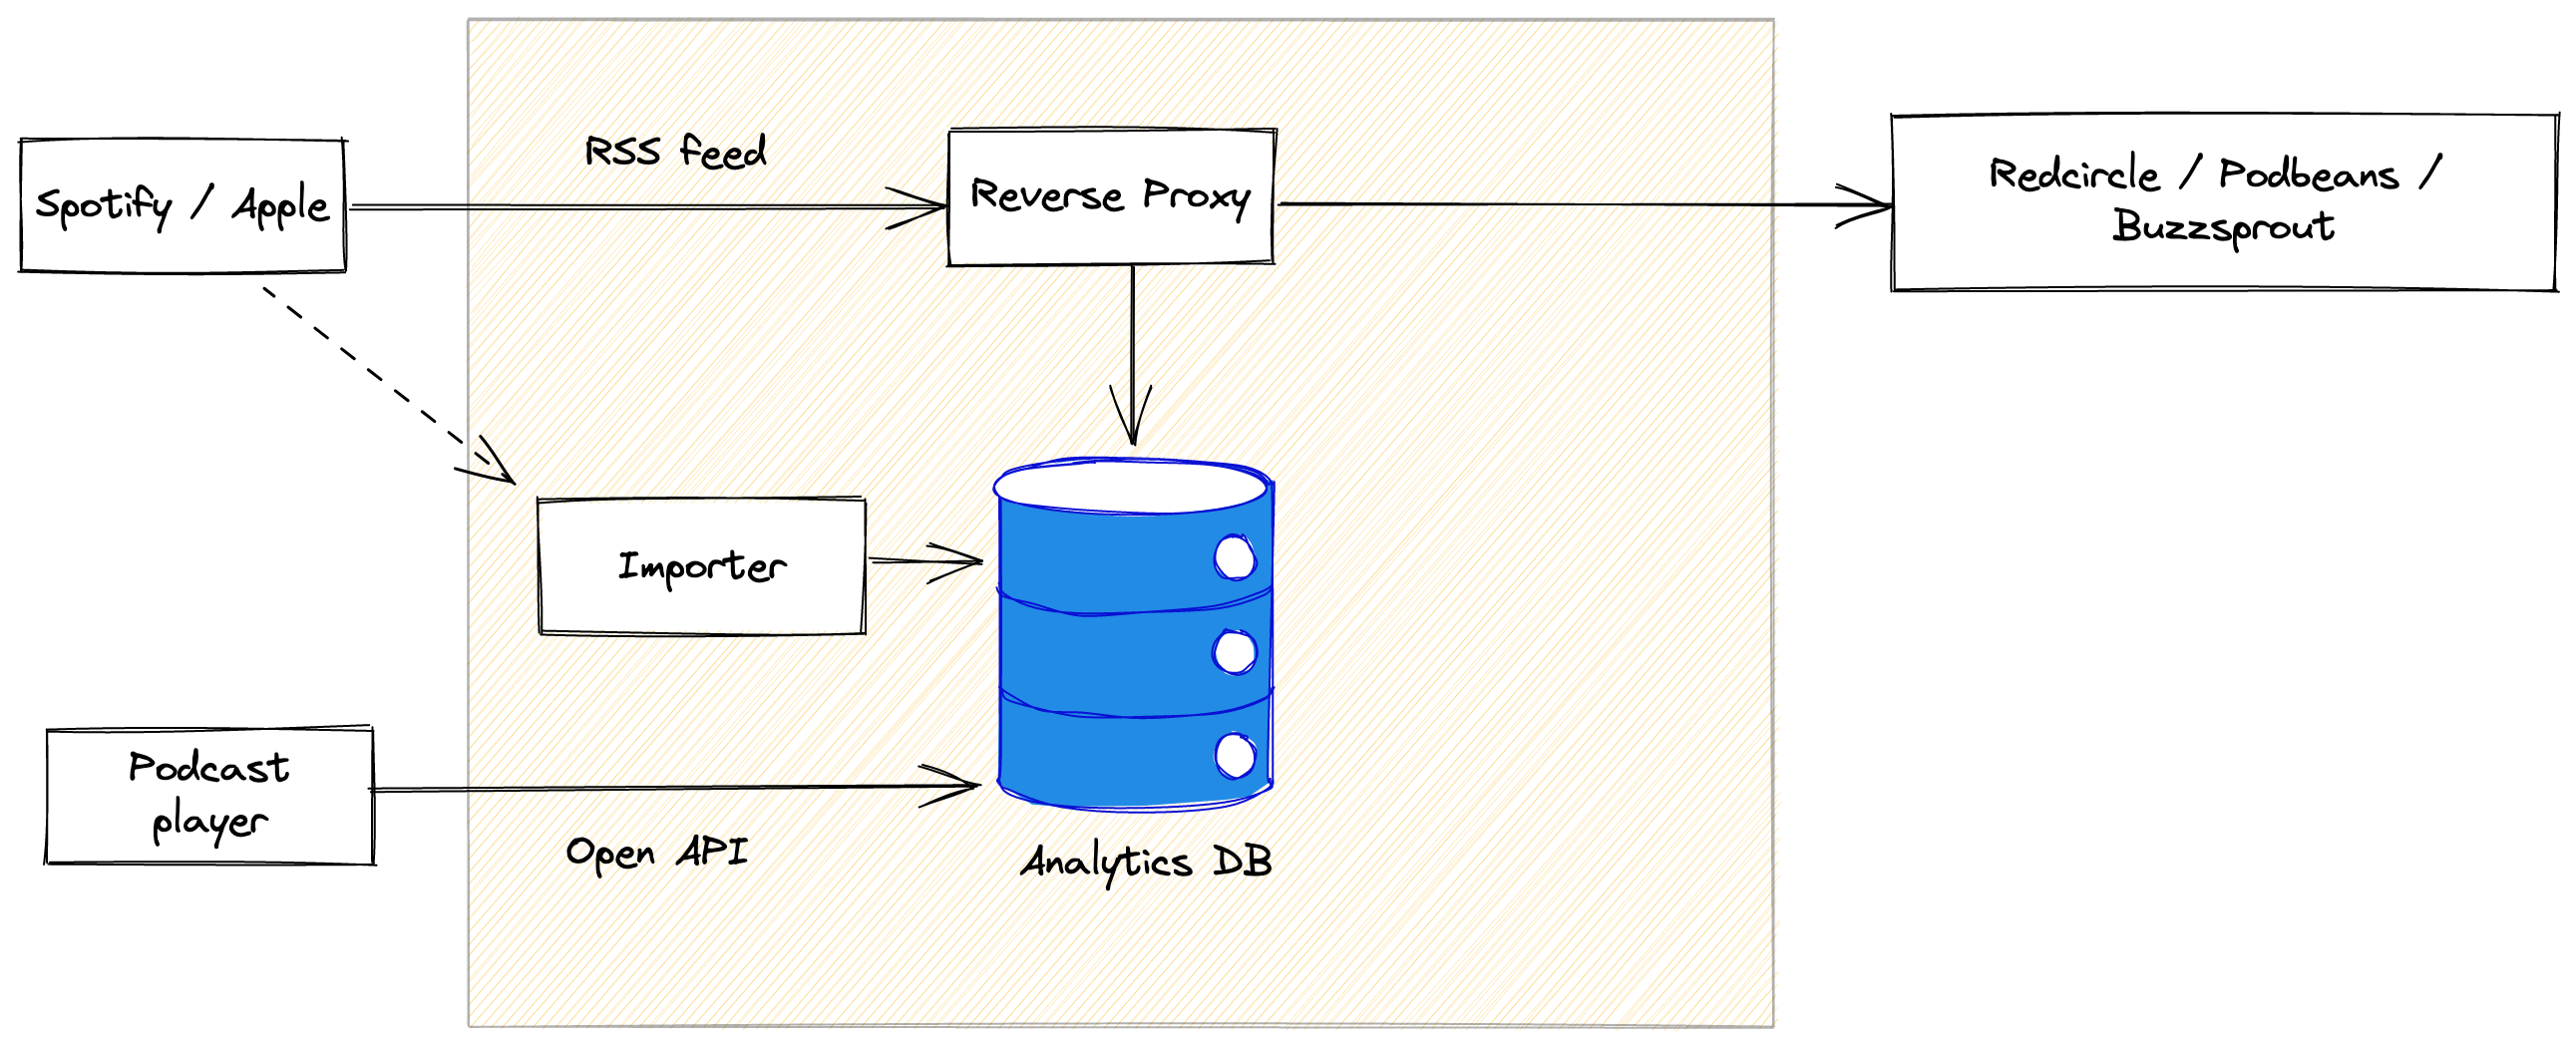 RSS feed
Spotify / Apple
Reverse Proxy
Redcircle / Podbeans /
Buzzsprout
Importer
Podcast
player
Open API
Analytics DB